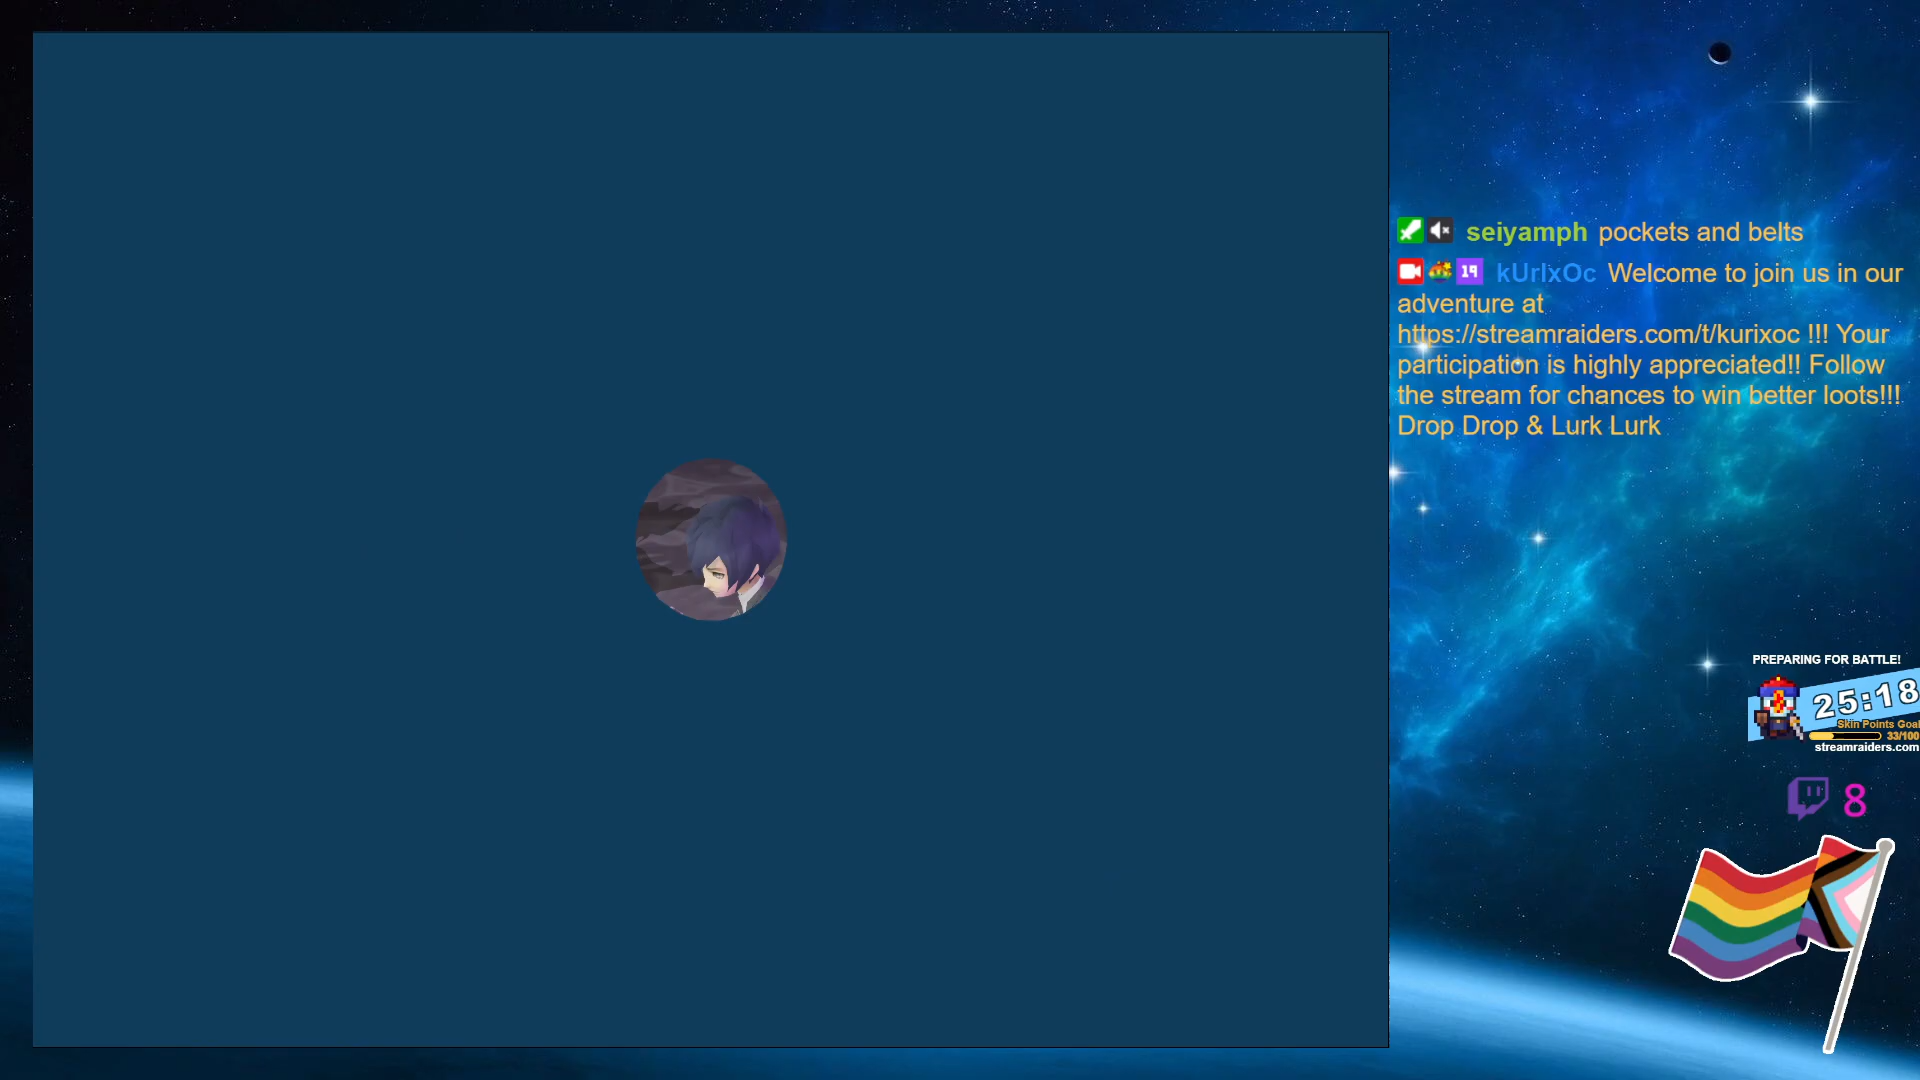 seiyamph pockets and belts
19 kUrIxOc Welcome to join us in our
adventure at
https://streamraiders.com/t/kurixoc !!! Your
participation is highly appreciated!! Follow
the stream for chances to win better loots!!!
Drop Drop & Lurk Lurk
PREPARING FOR BATTLE!
25:18
Skin Points Goal
33/100
streamraiders.com
8